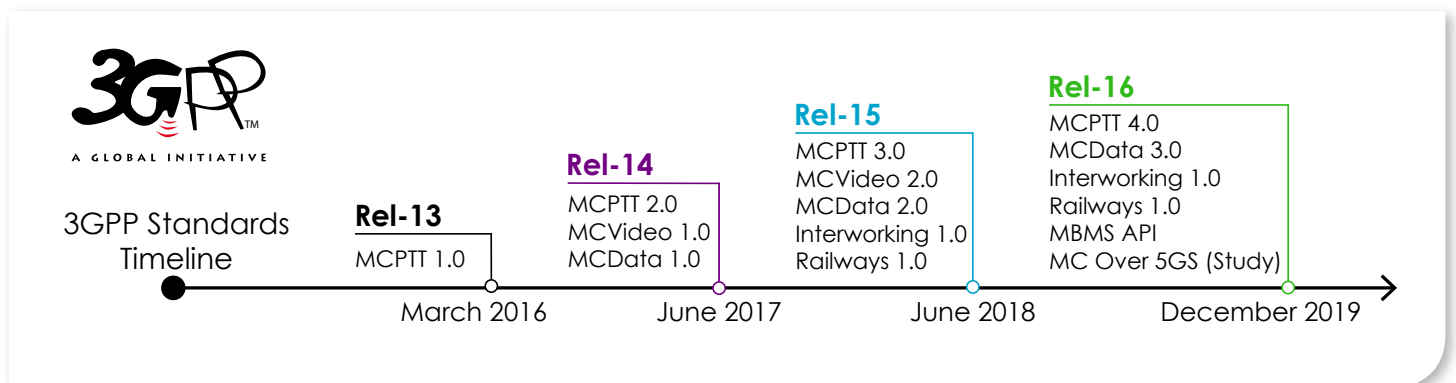 3GPP
TM
A GLOBAL INITIATIVE
3GPP Standards
Timeline
Rel-13
MCPTT 1.0
March 2016
Rel-14
MCPTT 2.0
MCVideo 1.0
MCData 1.0
June 2017
Rel-15
MCPTT 3.0
MCVideo 2.0
MCData 2.0
Interworking 1.0
Railways 1.0
June 2018
Rel-16
MCPTT 4.0
MCData 3.0
Interworking 1.0
Railways 1.0
MBMS API
MC Over 5GS (Study)
December 2019